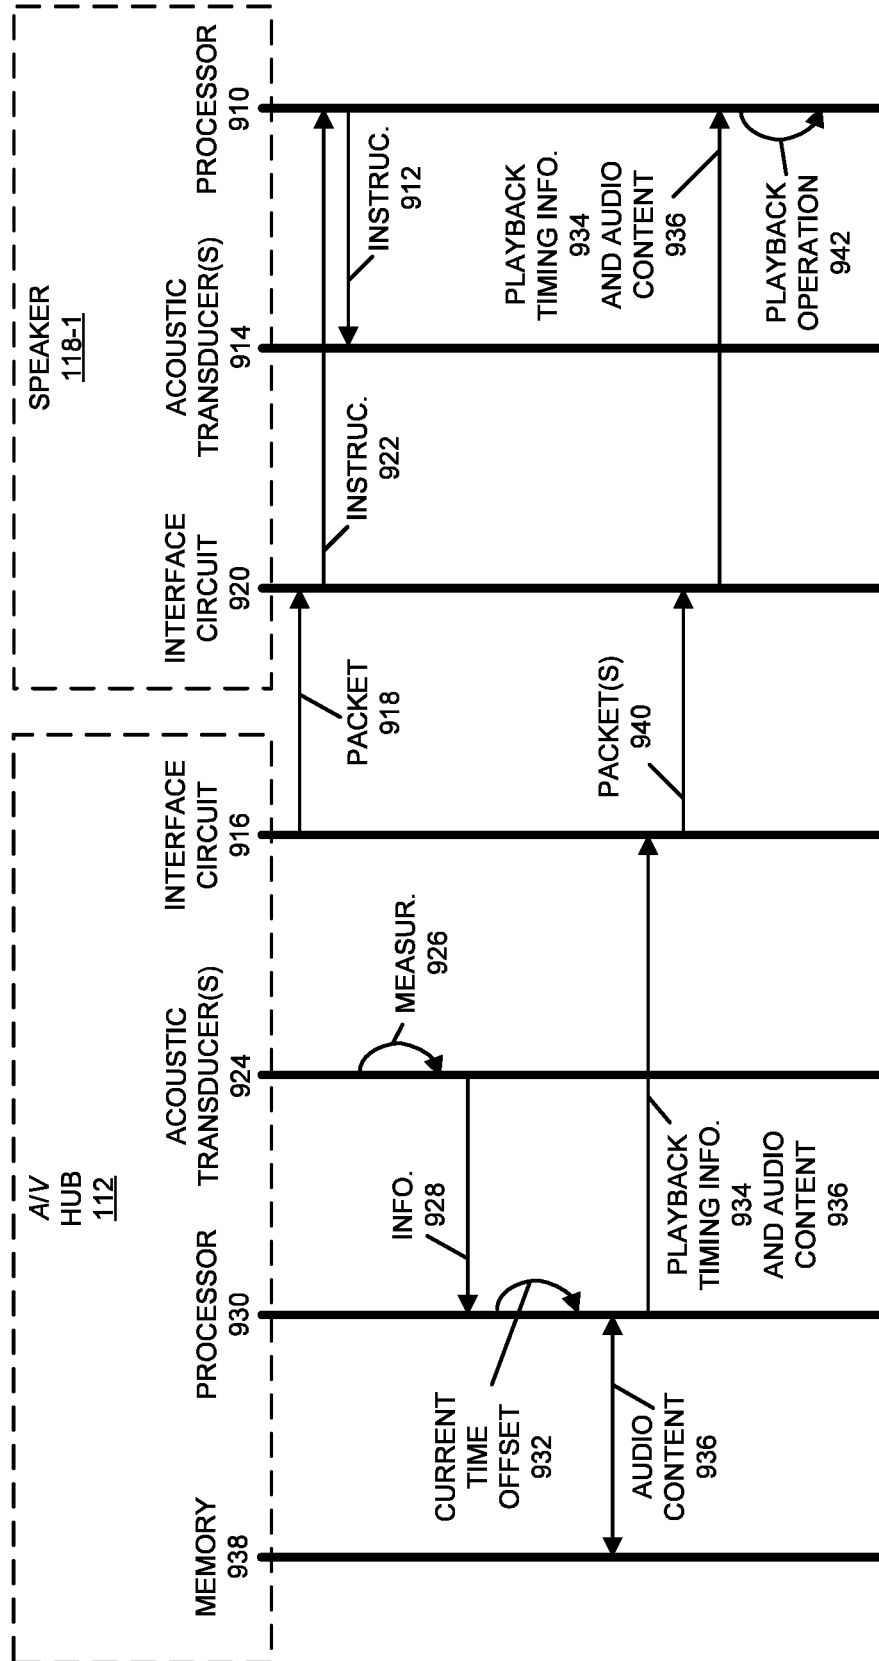 A/V
HUB
112
SPEAKER
118-1
MEMORY
938
PROCESSOR
930
ACOUSTIC
TRANSDUCER(S)
924
INTERFACE
CIRCUIT
916
INTERFACE
CIRCUIT
920
ACOUSTIC
TRANSDUCER(S)
914
PROCESSOR
910
PACKET
918
INSTRUC.
922
INSTRUC.
912
MEASUR.
926
INFO.
928
CURRENT
TIME
OFFSET
932
AUDIO
CONTENT
936
PLAYBACK
TIMING INFO.
934
AND AUDIO
CONTENT
936
PACKET(S)
940
PLAYBACK
TIMING INFO.
934
AND AUDIO
CONTENT
936
PLAYBACK
OPERATION
942